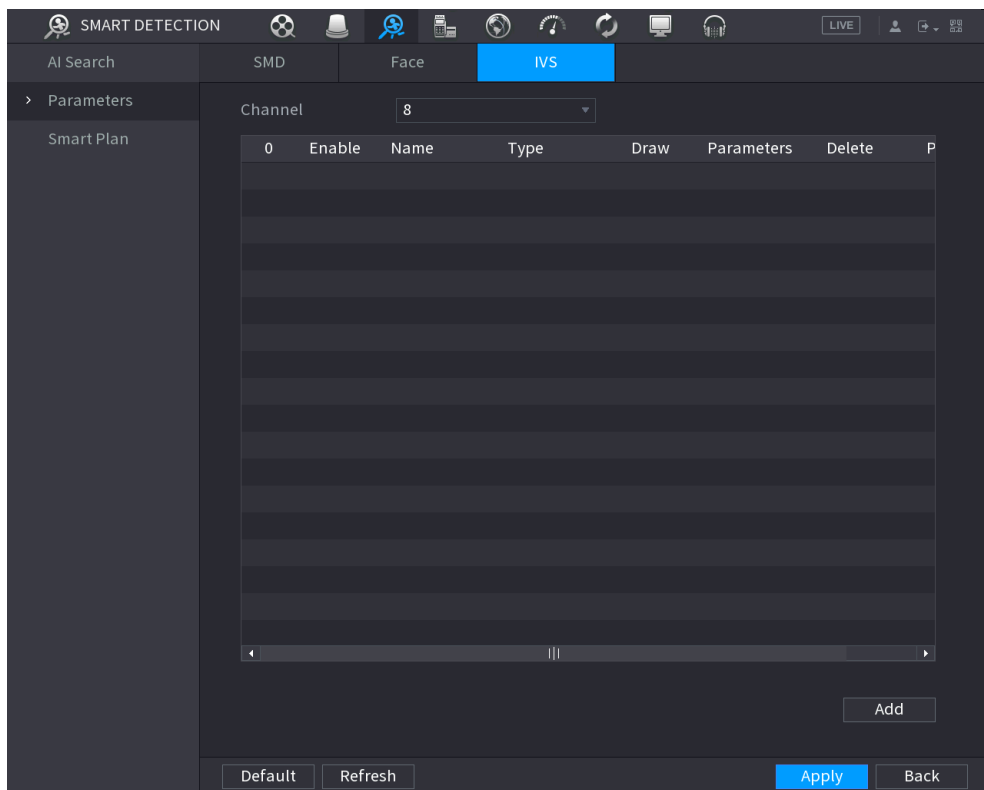 SMART DETECTION
LIVE
AI Search
SMD Face IVS
Parameters
Channel 8
Smart Plan
0 Enable Name Type Draw Parameters Delete P
Add
Default Refresh Apply Back